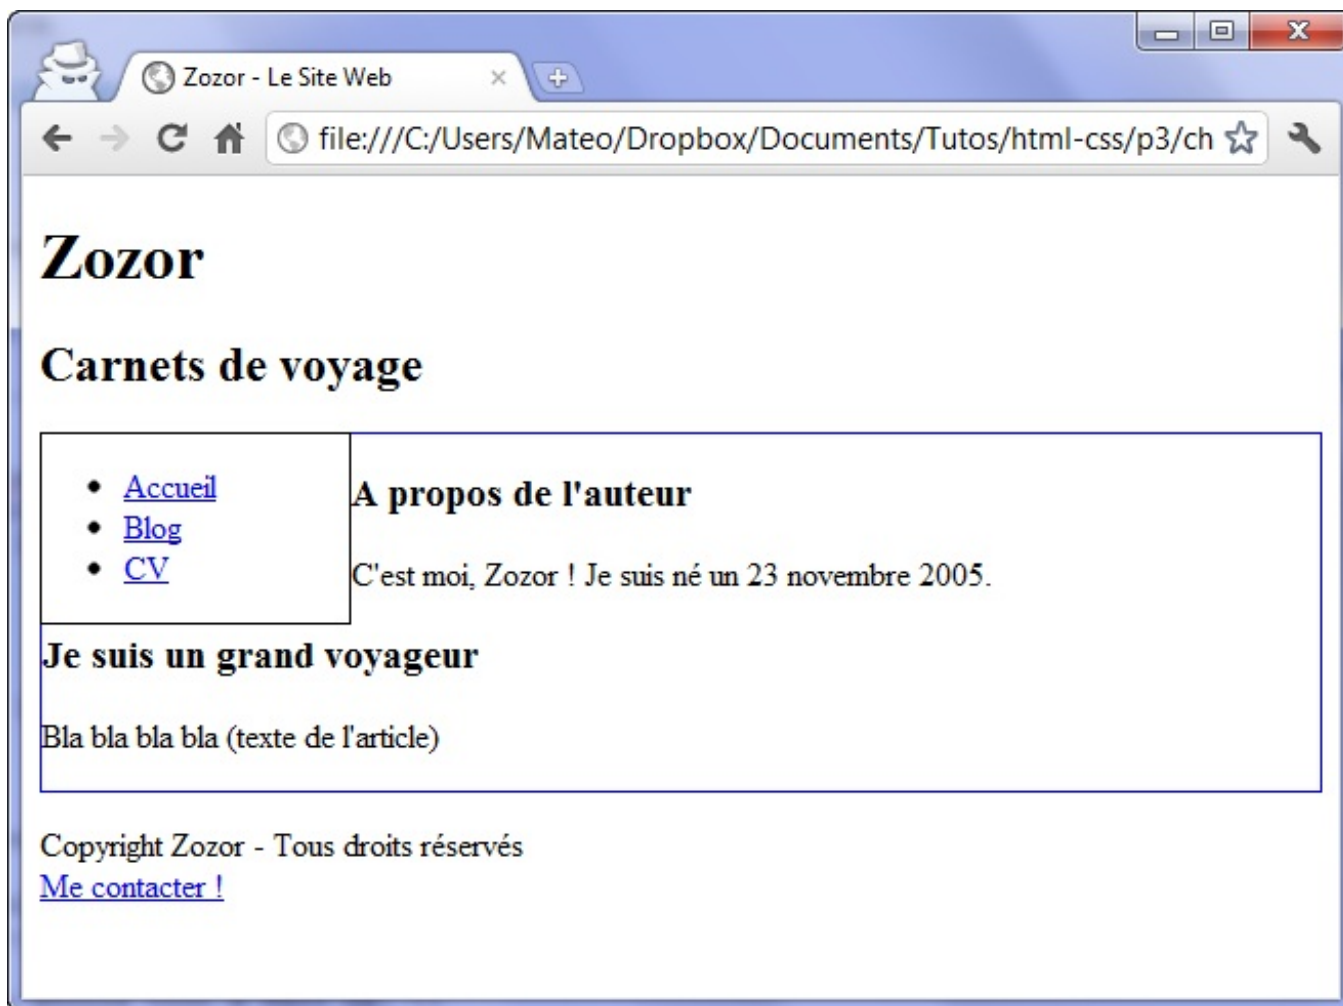 Zozor - Le Site Web
file:///C:/Users/Mateo/Dropbox/Documents/Tutos/html-css/p3/ch
Zozor
Carnets de voyage
Accueil
Blog
CV
A propos de l'auteur
C'est moi, Zozor ! Je suis né un 23 novembre 2005.
Je suis un grand voyageur
Bla bla bla bla (texte de l'article)
Copyright Zozor - Tous droits réservés
Me contacter !